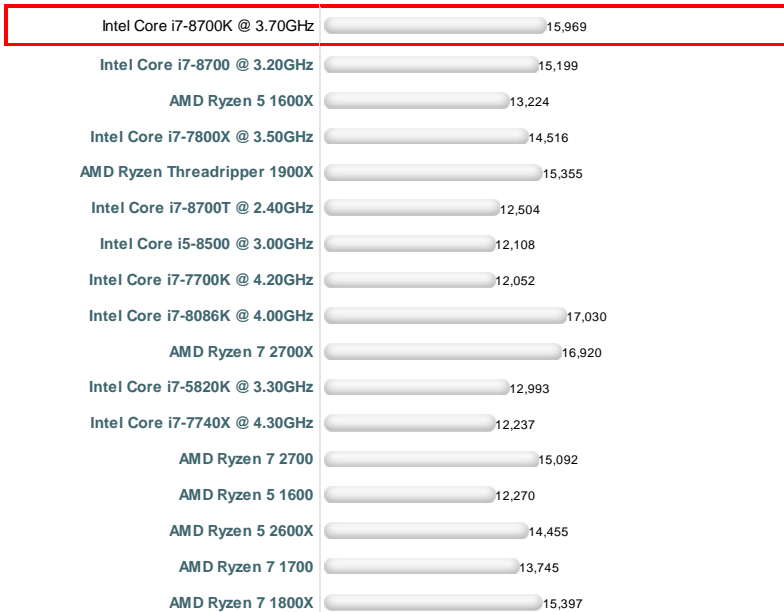 Intel Core i7-8700K @ 3.70GHz 15,969
Intel Core i7-8700 @ 3.20GHz 15,199
AMD Ryzen 5 1600X 13,224
Intel Core i7-7800X @ 3.50GHz 14,516
AMD Ryzen Threadripper 1900X 15,355
Intel Core i7-8700T @ 2.40GHz 12,504
Intel Core i5-8500 @ 3.00GHz 12,108
Intel Core i7-7700K @ 4.20GHz 12,052
Intel Core i7-8086K @ 4.00GHz 17,030
AMD Ryzen 7 2700X 16,920
Intel Core i7-5820K @ 3.30GHz 12,993
Intel Core i7-7740X @ 4.30GHz 12,237
AMD Ryzen 7 2700 15,092
AMD Ryzen 5 1600 12,270
AMD Ryzen 5 2600X 14,455
AMD Ryzen 7 1700 13,745
AMD Ryzen 7 1800X 15,397